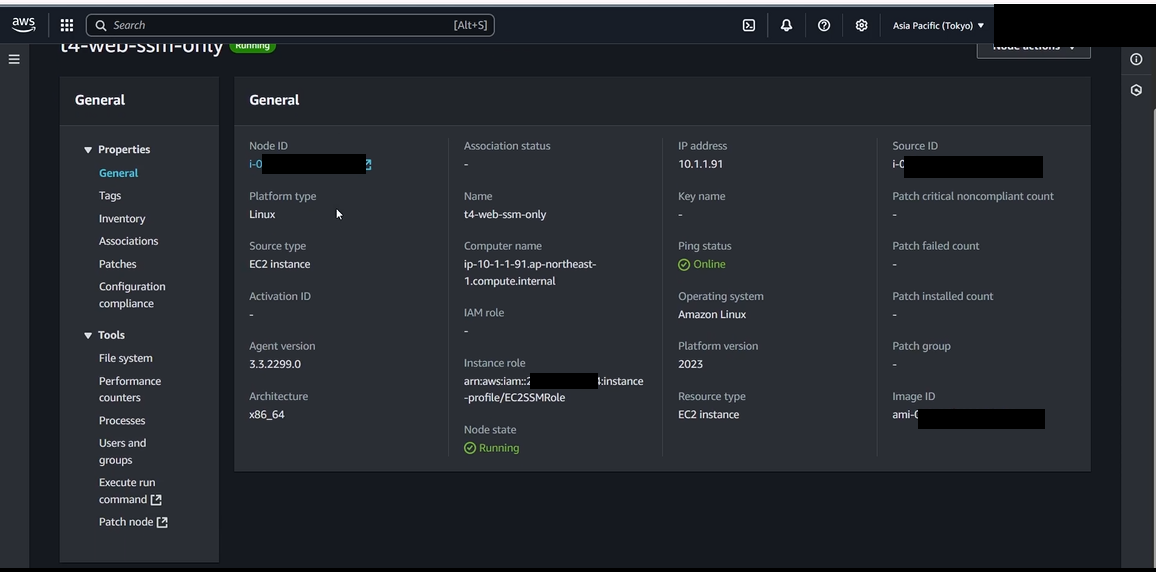 aws
Search
[Alt+S]
Asia Pacific (Tokyo)
t4-web-ssm-only
Running
Node actions
General
Properties
General
Tags
Inventory
Associations
Patches
Configuration
compliance
Tools
File system
Performance
counters
Processes
Users and
groups
Execute run
command
Patch node
General
Node ID
i-0
Platform type
Linux
Source type
EC2 instance
Activation ID
-
Agent version
3.3.2299.0
Architecture
x86_64
Association status
-
Name
t4-web-ssm-only
Computer name
ip-10-1-1-91.ap-northeast-
1.compute.internal
IAM role
-
Instance role
arn:aws:iam::2 :instance
-profile/EC2SSMRole
Node state
Running
IP address
10.1.1.91
Key name
-
Ping status
Online
Operating system
Amazon Linux
Platform version
2023
Resource type
EC2 instance
Source ID
i-0
Patch critical noncompliant count
-
Patch failed count
-
Patch installed count
-
Patch group
-
Image ID
ami-0